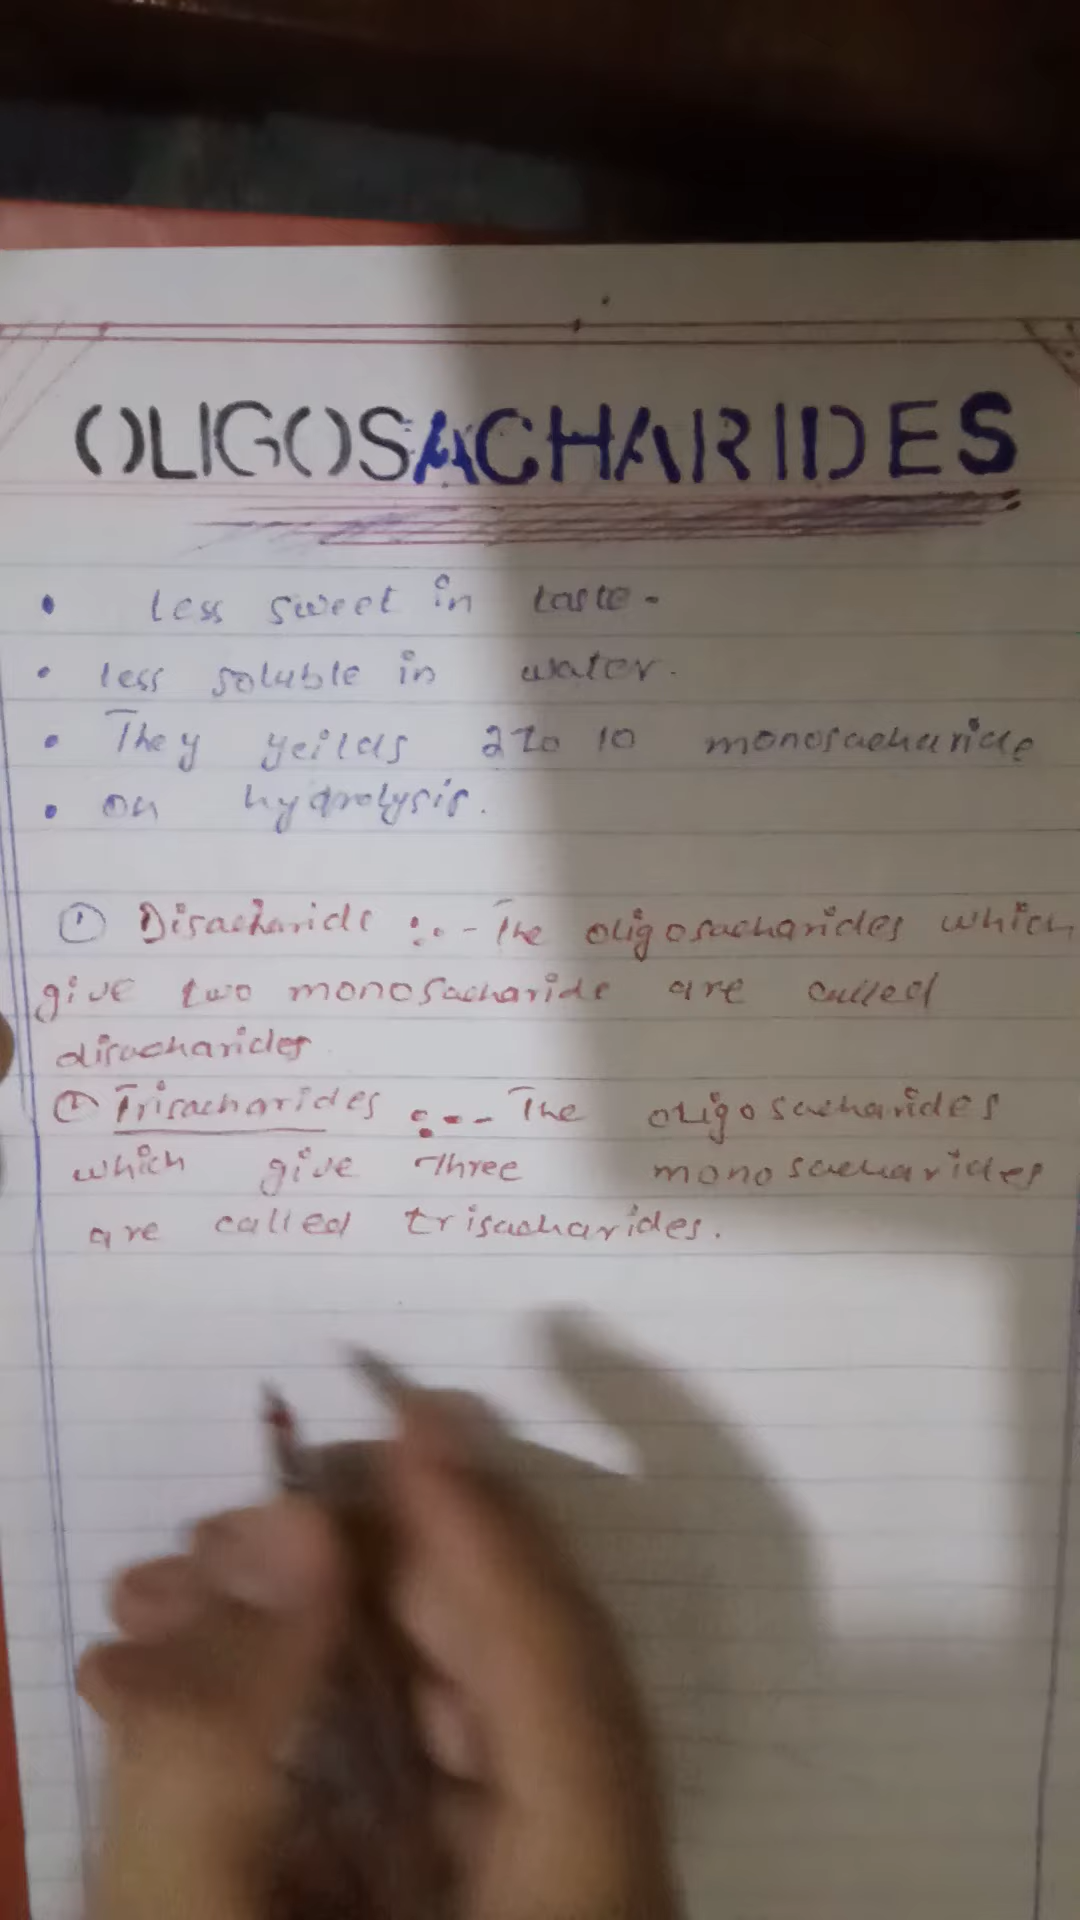 OLIGOSACHARIDES
• less sweet in taste.
• less soluble in water.
• They yeilds 2 to 10 monosacharide
• on hydrolysis.
① Disacharide :- The oligosacharides which
give two monosacharide are called
disacharides
② Trisacharides :- The oligosacharides
which give Three monosacharides
are called trisacharides.